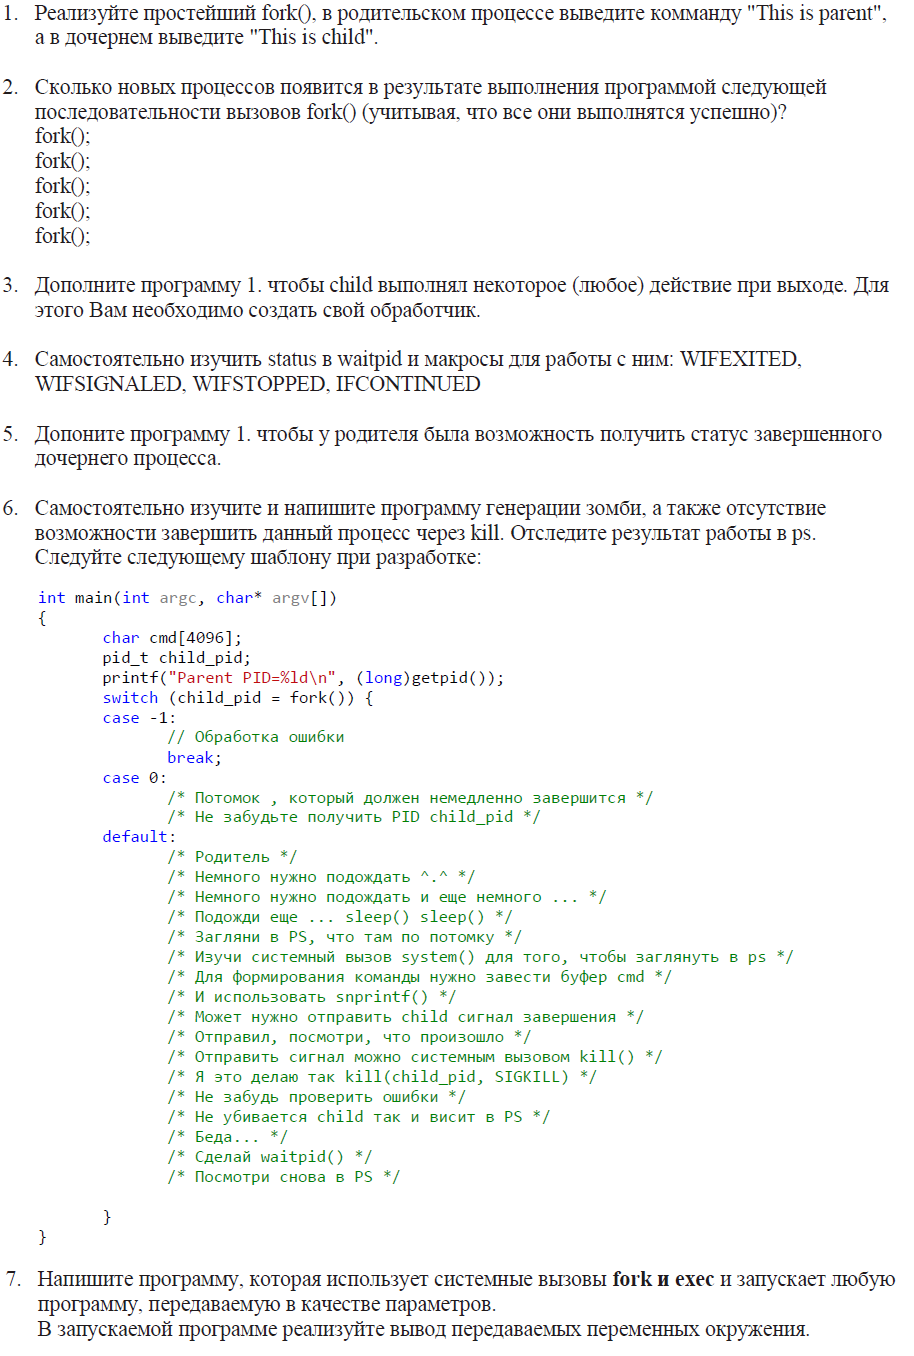 1. Реализуйте простейший fork(), в родительском процессе выведите комманду "This is parent",
а в дочернем выведите "This is child".
2. Сколько новых процессов появится в результате выполнения программой следующей
последовательности вызовов fork() (учитывая, что все они выполнятся успешно)?
fork();
fork();
fork();
fork();
fork();
3. Дополните программу 1. чтобы child выполнял некоторое (любое) действие при выходе. Для
этого Вам необходимо создать свой обработчик.
4. Самостоятельно изучить status в waitpid и макросы для работы с ним: WIFEXITED,
WIFSIGNALED, WIFSTOPPED, IFCONTINUED
5. Допоните программу 1. чтобы у родителя была возможность получить статус завершенного
дочернего процесса.
6. Самостоятельно изучите и напишите программу генерации зомби, а также отсутствие
возможности завершить данный процесс через kill. Отследите результат работы в ps.
Следуйте следующему шаблону при разработке:
int main(int argc, char* argv[])
{
char cmd[4096];
pid_t child_pid;
printf("Parent PID=%ld\n", (long)getpid());
switch (child_pid = fork()) {
case -1:
// Обработка ошибки
break;
case 0:
/* Потомок , который должен немедленно завершится */
/* Не забудьте получить PID child_pid */
default:
/* Родитель */
/* Немного нужно подождать ^.^ */
/* Немного нужно подождать и еще немного ... */
/* Подожди еще ... sleep() sleep() */
/* Загляни в PS, что там по потомку */
/* Изучи системный вызов system() для того, чтобы заглянуть в ps */
/* Для формирования команды нужно завести буфер cmd */
/* И использовать snprintf() */
/* Может нужно отправить child сигнал завершения */
/* Отправил, посмотри, что произошло */
/* Отправить сигнал можно системным вызовом kill() */
/* Я это делаю так kill(child_pid, SIGKILL) */
/* Не забудь проверить ошибки */
/* Не убивается child так и висит в PS */
/* Беда... */
/* Сделай waitpid() */
/* Посмотри снова в PS */
}
}
7. Напишите программу, которая использует системные вызовы fork и exec и запускает любую
программу, передаваемую в качестве параметров.
В запускаемой программе реализуйте вывод передаваемых переменных окружения.